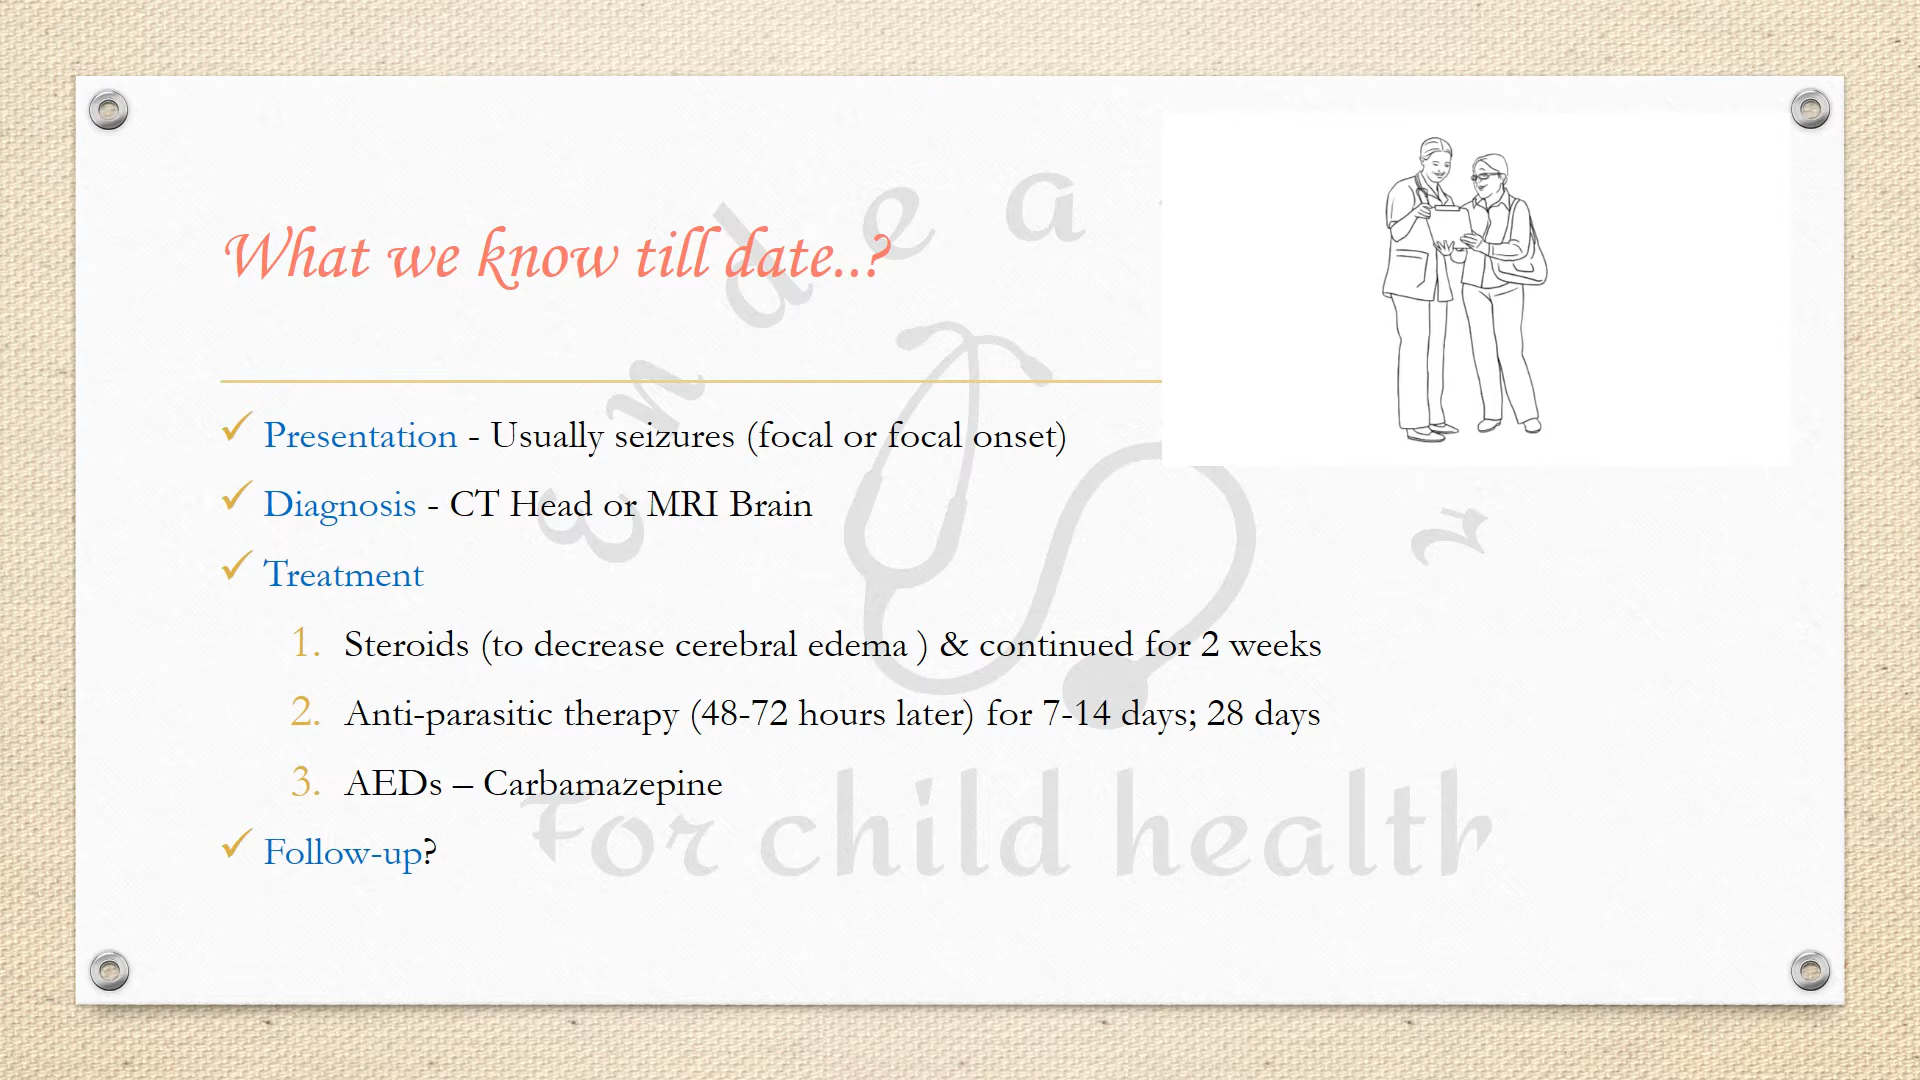 What we know till date..?
Presentation - Usually seizures (focal or focal onset)
Diagnosis - CT Head or MRI Brain
Treatment
1. Steroids (to decrease cerebral edema ) & continued for 2 weeks
2. Anti-parasitic therapy (48-72 hours later) for 7-14 days; 28 days
3. AEDs – Carbamazepine
Follow-up?
For child health